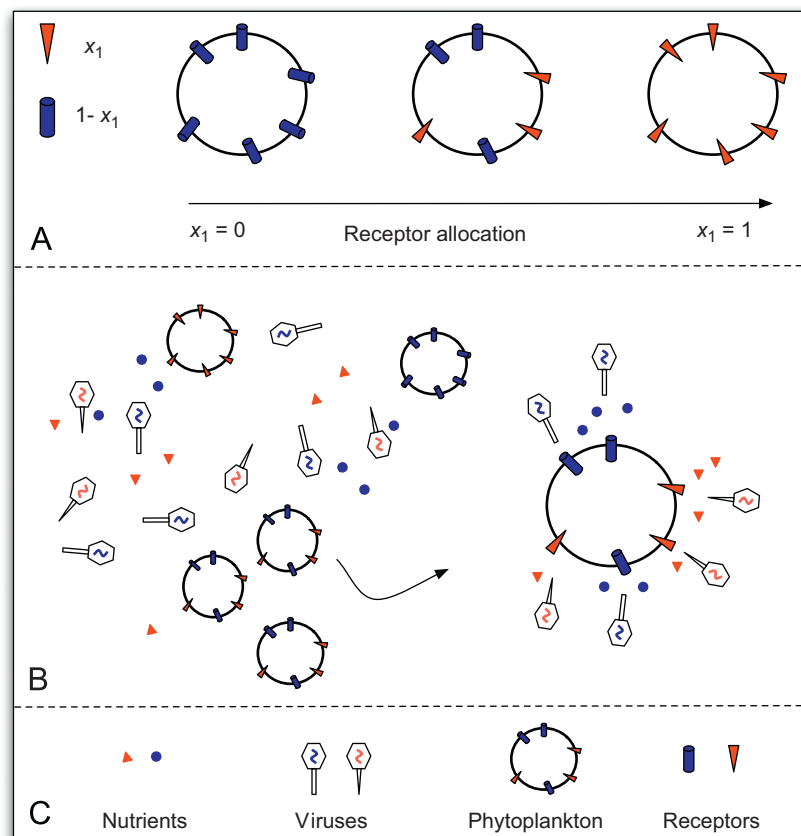 x₁
1- x₁
x₁ = 0
Receptor allocation
x₁ = 1
A
B
C
Nutrients
Viruses
Phytoplankton
Receptors